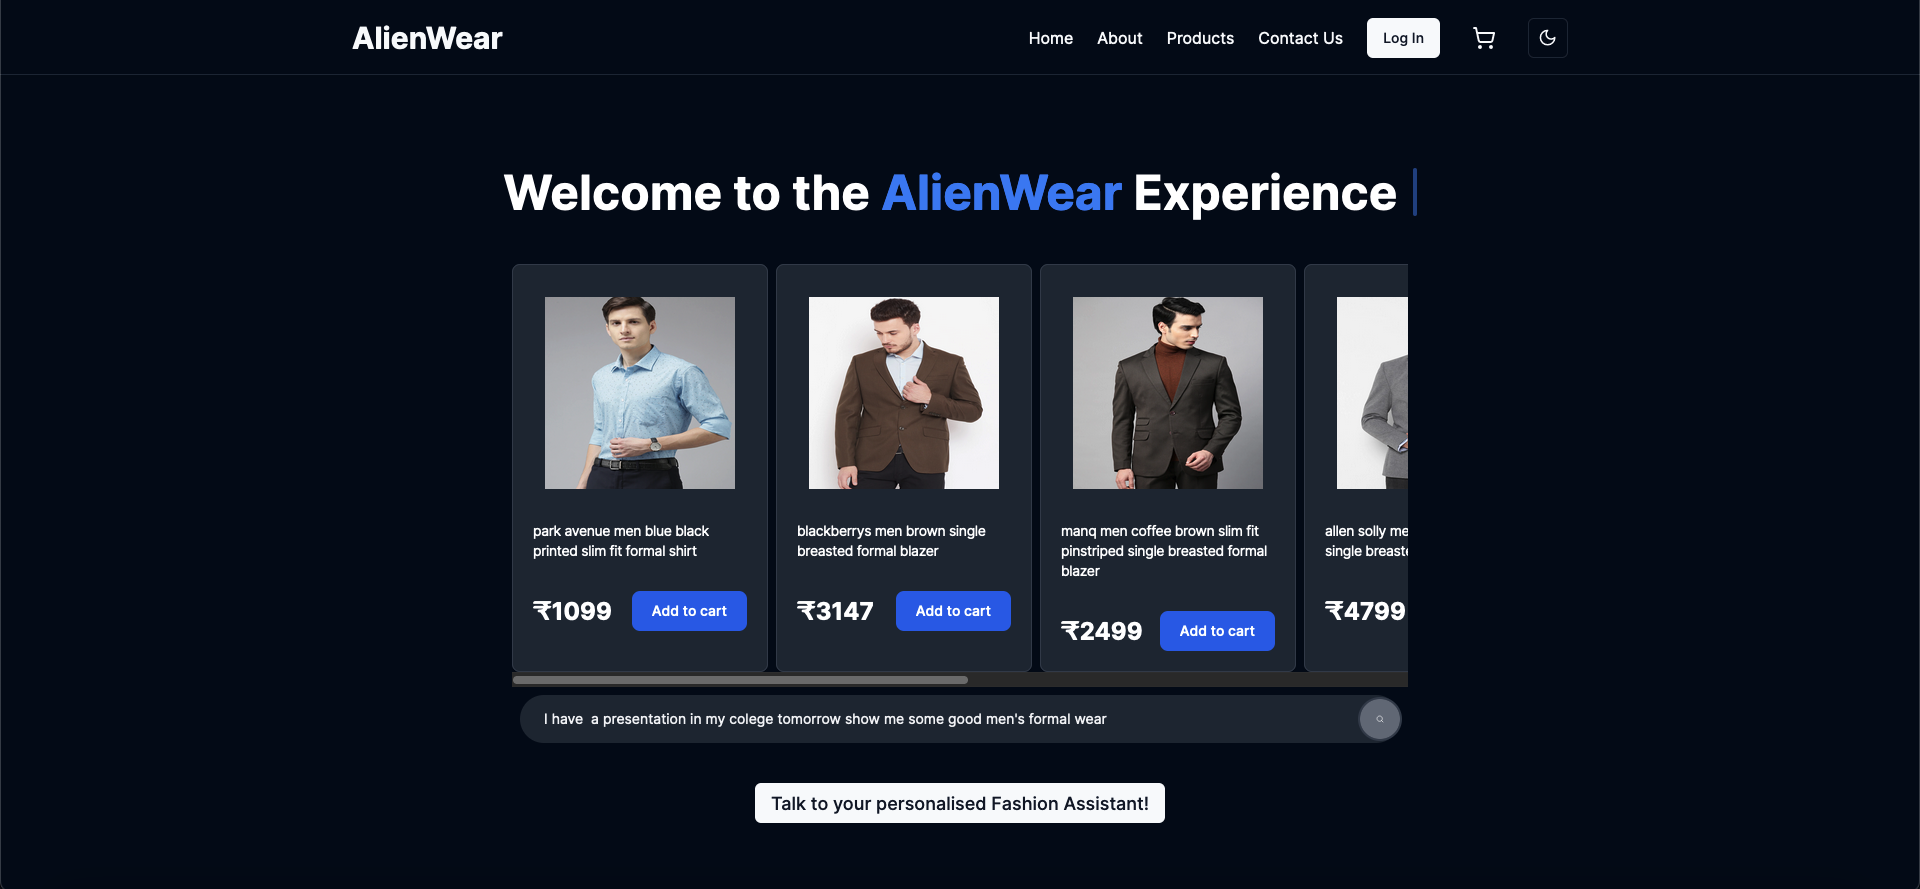 AlienWear
Home About Products Contact Us Log In
Welcome to the AlienWear Experience
park avenue men blue black
printed slim fit formal shirt
₹1099 Add to cart
blackberrys men brown single
breasted formal blazer
₹3147 Add to cart
manq men coffee brown slim fit
pinstriped single breasted formal
blazer
₹2499 Add to cart
allen solly me
single breaste
₹4799
I have  a presentation in my colege tomorrow show me some good men's formal wear
Talk to your personalised Fashion Assistant!